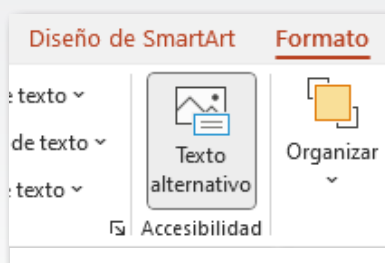 Diseño de SmartArt Formato
texto
de texto
texto
Texto
alternativo
Organizar
Accesibilidad